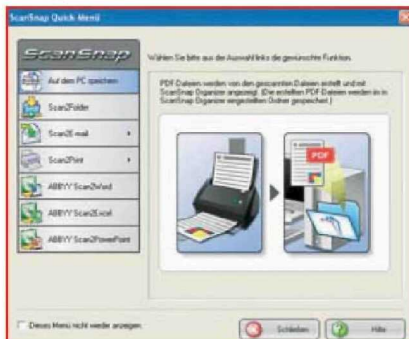 ScanSnap Quick Menü
ScanSnap
Wählen Sie bitte aus der Auswahl links die gewünschte Funktion.
Auf dem PC speichern
Scan2Folder
Scan2E-mail
Scan2Print
ABBYY Scan2Word
ABBYY Scan2Excel
ABBYY Scan2PowerPoint
PDF-Dateien werden von den gescannten Dateien erstellt und mit
ScanSnap Organizer angezeigt. (Die erstellten PDF-Dateien werden im in
ScanSnap Organizer eingestellten Ordner gespeichert.)
PDF
Dieses Menü nicht wieder anzeigen.
Schließen
Hilfe